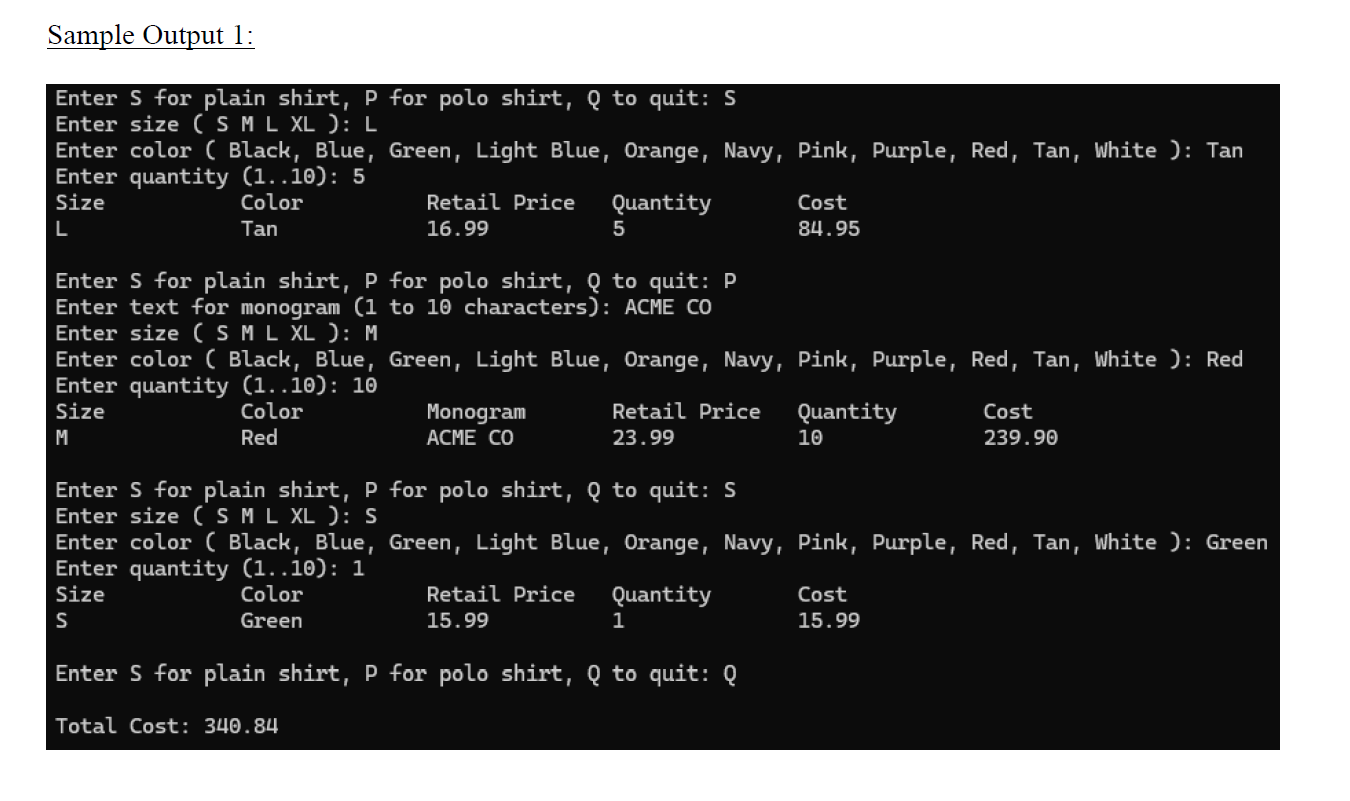 Sample Output 1:
Enter S for plain shirt, P for polo shirt, Q to quit: S
Enter size ( S M L XL ): L
Enter color ( Black, Blue, Green, Light Blue, Orange, Navy, Pink, Purple, Red, Tan, White ): Tan
Enter quantity (1..10): 5
Size Color Retail Price Quantity Cost
L Tan 16.99 5 84.95
Enter S for plain shirt, P for polo shirt, Q to quit: P
Enter text for monogram (1 to 10 characters): ACME CO
Enter size ( S M L XL ): M
Enter color ( Black, Blue, Green, Light Blue, Orange, Navy, Pink, Purple, Red, Tan, White ): Red
Enter quantity (1..10): 10
Size Color Monogram Retail Price Quantity Cost
M Red ACME CO 23.99 10 239.90
Enter S for plain shirt, P for polo shirt, Q to quit: S
Enter size ( S M L XL ): S
Enter color ( Black, Blue, Green, Light Blue, Orange, Navy, Pink, Purple, Red, Tan, White ): Green
Enter quantity (1..10): 1
Size Color Retail Price Quantity Cost
S Green 15.99 1 15.99
Enter S for plain shirt, P for polo shirt, Q to quit: Q
Total Cost: 340.84